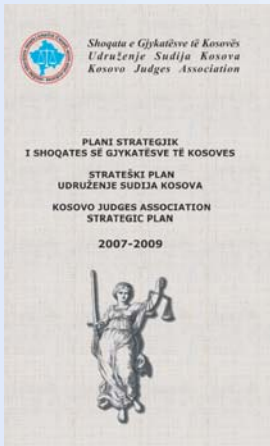 Shoqata e Gjykatësve të Kosovës
Udruženje Sudija Kosova
Kosovo Judges Association
PLANI STRATEGJIK
I SHOQATES SË GJYKATËSVE TË KOSOVES
STRATEŠKI PLAN
UDRUŽENJE SUDIJA KOSOVA
KOSOVO JUDGES ASSOCIATION
STRATEGIC PLAN
2007-2009